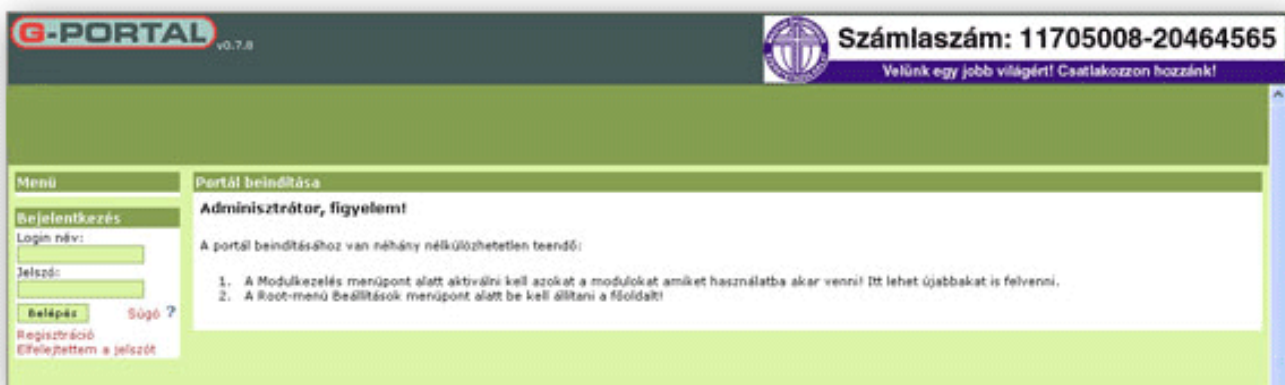 G-PORTAL v0.7.8
Számlaszám: 11705008-20464565
Velünk egy jobb világért! Csatlakozzon hozzánk!
Menü
Bejelentkezés
Login név:
Jelszó:
Belépés Súgó ?
Regisztráció
Elfelejtettem a jelszót
Portál beindítása
Adminisztrátor, figyelem!
A portál beindításához van néhány nélkülözhetetlen teendő:
1. A Modulkezelés menüpont alatt aktiválni kell azokat a modulokat amiket használatba akar venni! Itt lehet újabbakat is felvenni.
2. A Root-menü Beállítások menüpont alatt be kell állítani a főoldalt!